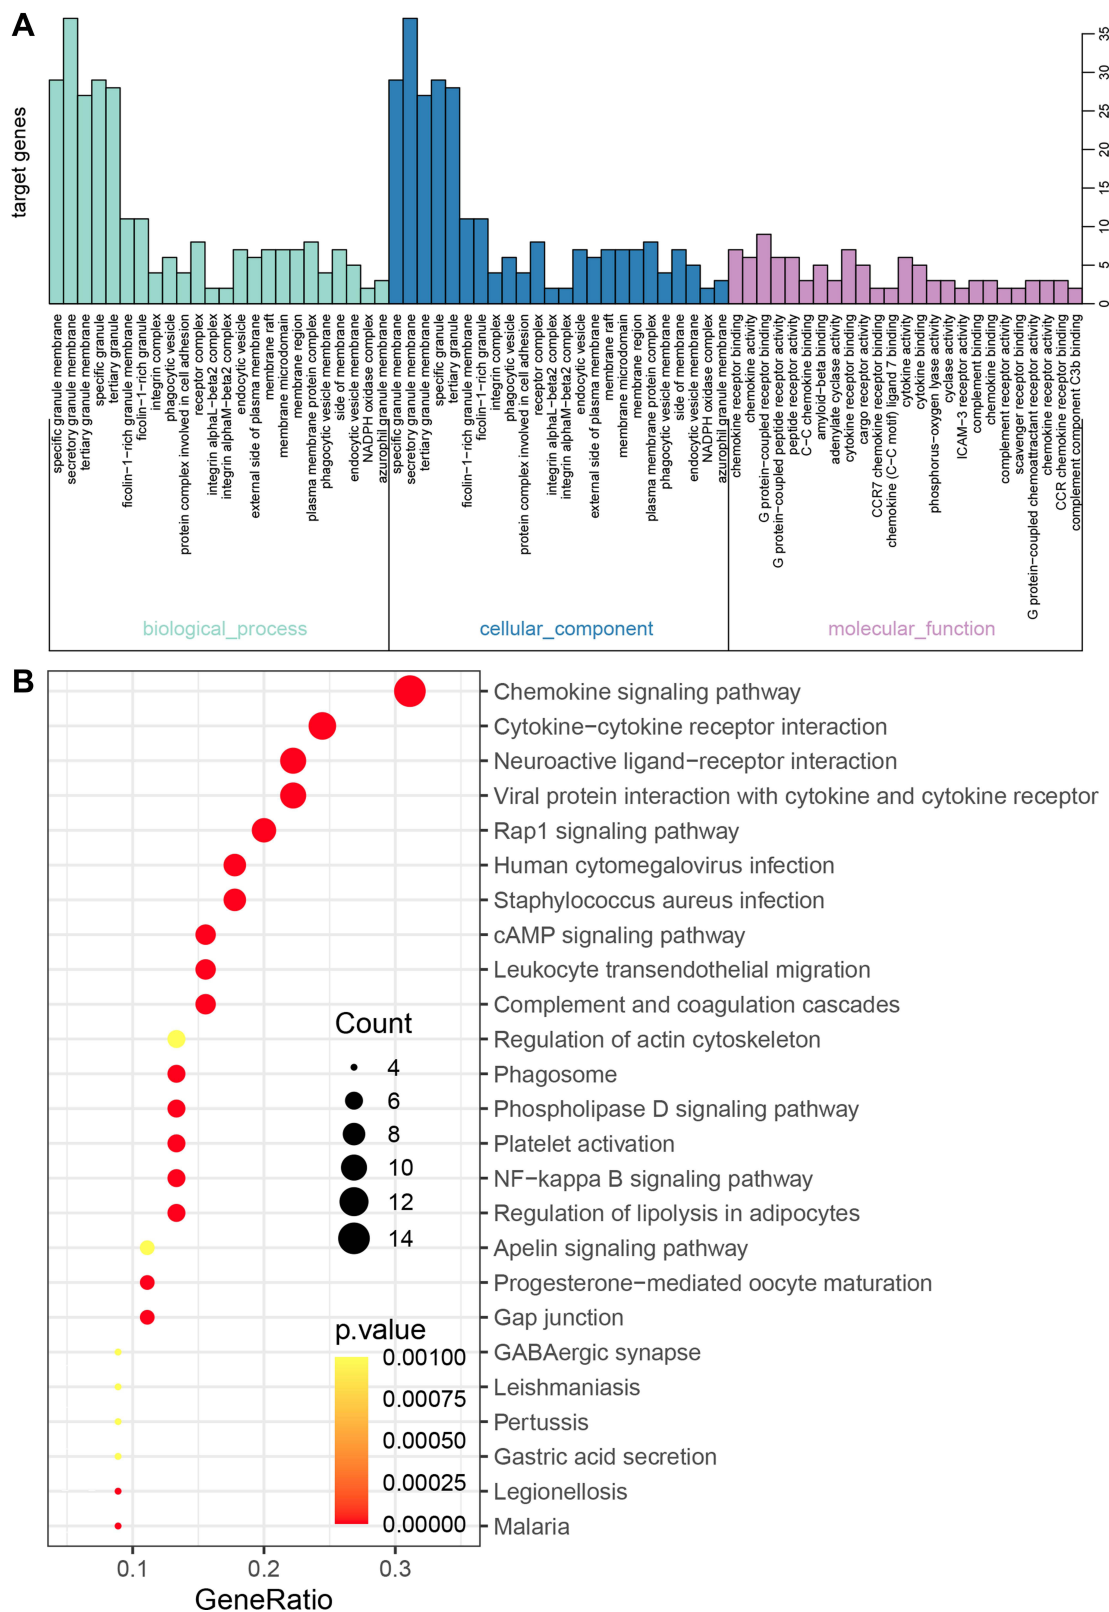 A
target genes
35
30
25
20
15
10
5
0
specific granule membrane
secretory granule membrane
tertiary granule membrane
specific granule
tertiary granule
ficolin−1−rich granule membrane
ficolin−1−rich granule
integrin complex
phagocytic vesicle
protein complex involved in cell adhesion
receptor complex
integrin alphaL−beta2 complex
integrin alphaM−beta2 complex
endocytic vesicle
external side of plasma membrane
membrane raft
membrane microdomain
membrane region
plasma membrane protein complex
phagocytic vesicle membrane
side of membrane
endocytic vesicle membrane
NADPH oxidase complex
azurophil granule membrane
specific granule membrane
secretory granule membrane
tertiary granule membrane
specific granule
tertiary granule
ficolin−1−rich granule membrane
ficolin−1−rich granule
integrin complex
phagocytic vesicle
protein complex involved in cell adhesion
receptor complex
integrin alphaL−beta2 complex
integrin alphaM−beta2 complex
endocytic vesicle
external side of plasma membrane
membrane raft
membrane microdomain
membrane region
plasma membrane protein complex
phagocytic vesicle membrane
side of membrane
endocytic vesicle membrane
NADPH oxidase complex
azurophil granule membrane
chemokine receptor binding
chemokine activity
G protein−coupled receptor binding
G protein−coupled peptide receptor activity
peptide receptor activity
C−C chemokine binding
amyloid−beta binding
adenylate cyclase activity
cytokine receptor binding
cargo receptor activity
CCR7 chemokine receptor binding
chemokine (C−C motif) ligand 7 binding
cytokine activity
cytokine binding
phosphorus−oxygen lyase activity
cyclase activity
ICAM−3 receptor activity
complement binding
chemokine binding
complement receptor activity
scavenger receptor binding
G protein−coupled chemoattractant receptor activity
chemokine receptor activity
CCR chemokine receptor binding
complement component C3b binding
biological_process
cellular_component
molecular_function
B
Chemokine signaling pathway
Cytokine−cytokine receptor interaction
Neuroactive ligand−receptor interaction
Viral protein interaction with cytokine and cytokine receptor
Rap1 signaling pathway
Human cytomegalovirus infection
Staphylococcus aureus infection
cAMP signaling pathway
Leukocyte transendothelial migration
Complement and coagulation cascades
Regulation of actin cytoskeleton
Phagosome
Phospholipase D signaling pathway
Platelet activation
NF−kappa B signaling pathway
Regulation of lipolysis in adipocytes
Apelin signaling pathway
Progesterone−mediated oocyte maturation
Gap junction
GABAergic synapse
Leishmaniasis
Pertussis
Gastric acid secretion
Legionellosis
Malaria
Count
4
6
8
10
12
14
p.value
0.00100
0.00075
0.00050
0.00025
0.00000
0.1
0.2
0.3
GeneRatio